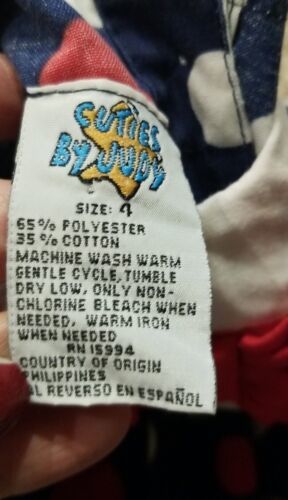 CUTIES
BY JUDY
SIZE: 4
65% POLYESTER
35% COTTON
MACHINE WASH WARM
GENTLE CYCLE, TUMBLE
DRY LOW, ONLY NON-
CHLORINE BLEACH WHEN
NEEDED, WARM IRON
WHEN NEEDED
RN 15994
COUNTRY OF ORIGIN
PHILIPPINES
AL REVERSO EN ESPAÑOL